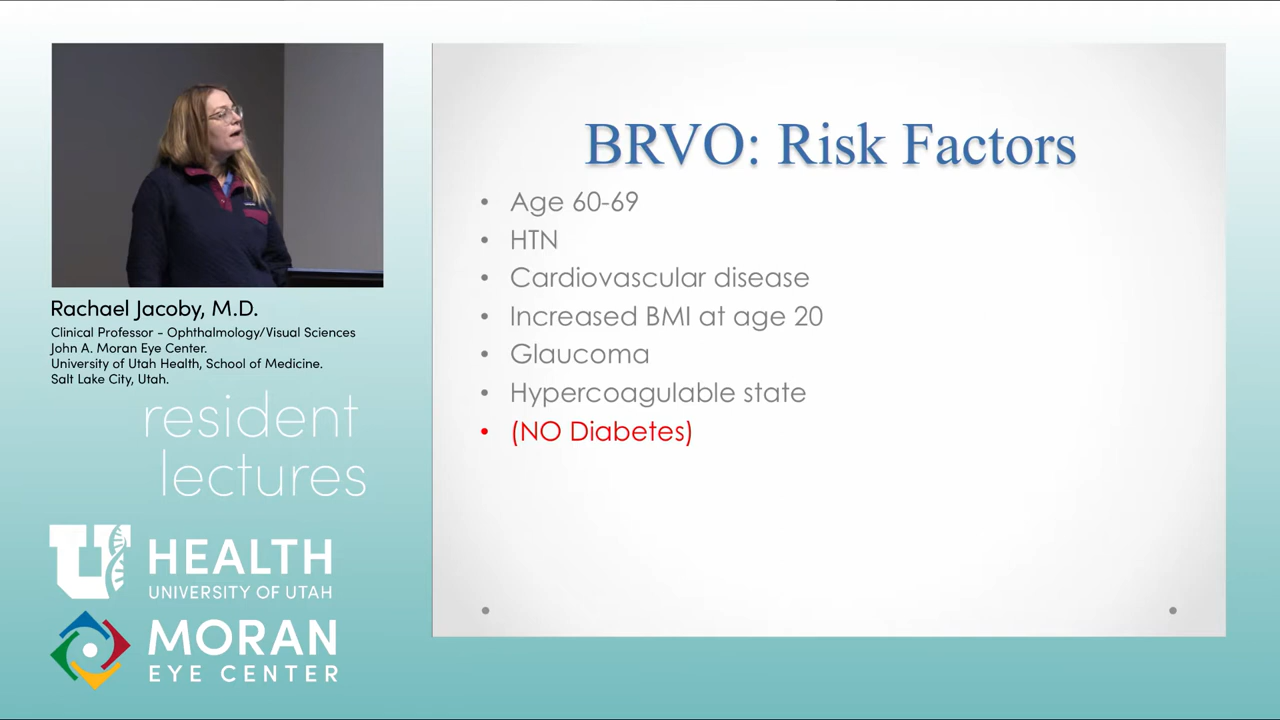 BRVO: Risk Factors
• Age 60-69
• HTN
• Cardiovascular disease
• Increased BMI at age 20
• Glaucoma
• Hypercoagulable state
• (NO Diabetes)
Rachael Jacoby, M.D.
Clinical Professor - Ophthalmology/Visual Sciences
John A. Moran Eye Center.
University of Utah Health, School of Medicine.
Salt Lake City, Utah.
resident
lectures
U HEALTH
UNIVERSITY OF UTAH
MORAN
EYE CENTER